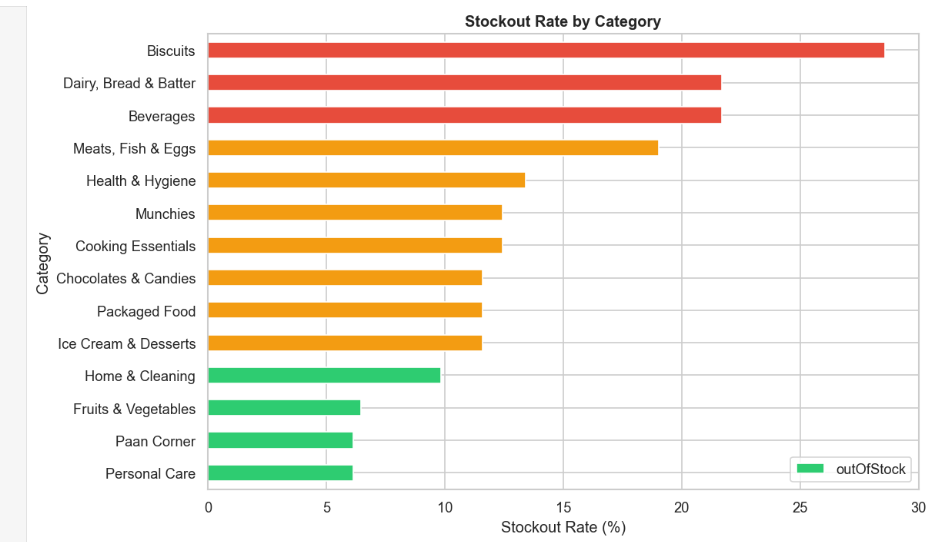 Stockout Rate by Category
Biscuits
Dairy, Bread & Batter
Beverages
Meats, Fish & Eggs
Health & Hygiene
Munchies
Cooking Essentials
Chocolates & Candies
Packaged Food
Ice Cream & Desserts
Home & Cleaning
Fruits & Vegetables
Paan Corner
Personal Care
Category
outOfStock
0 5 10 15 20 25 30
Stockout Rate (%)